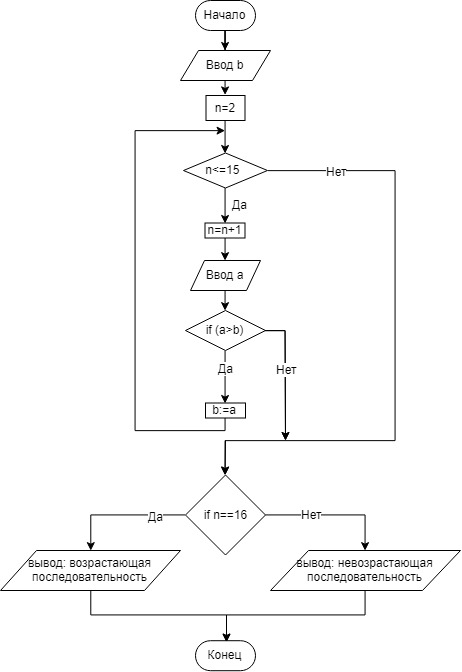 Начало
Ввод b
n=2
n<=15
Нет
Да
n=n+1
Ввод a
if (a>b)
Да
Нет
b:=a
if n==16
Да
Нет
вывод: возрастающая
последовательность
вывод: невозрастающая
последовательность
Конец